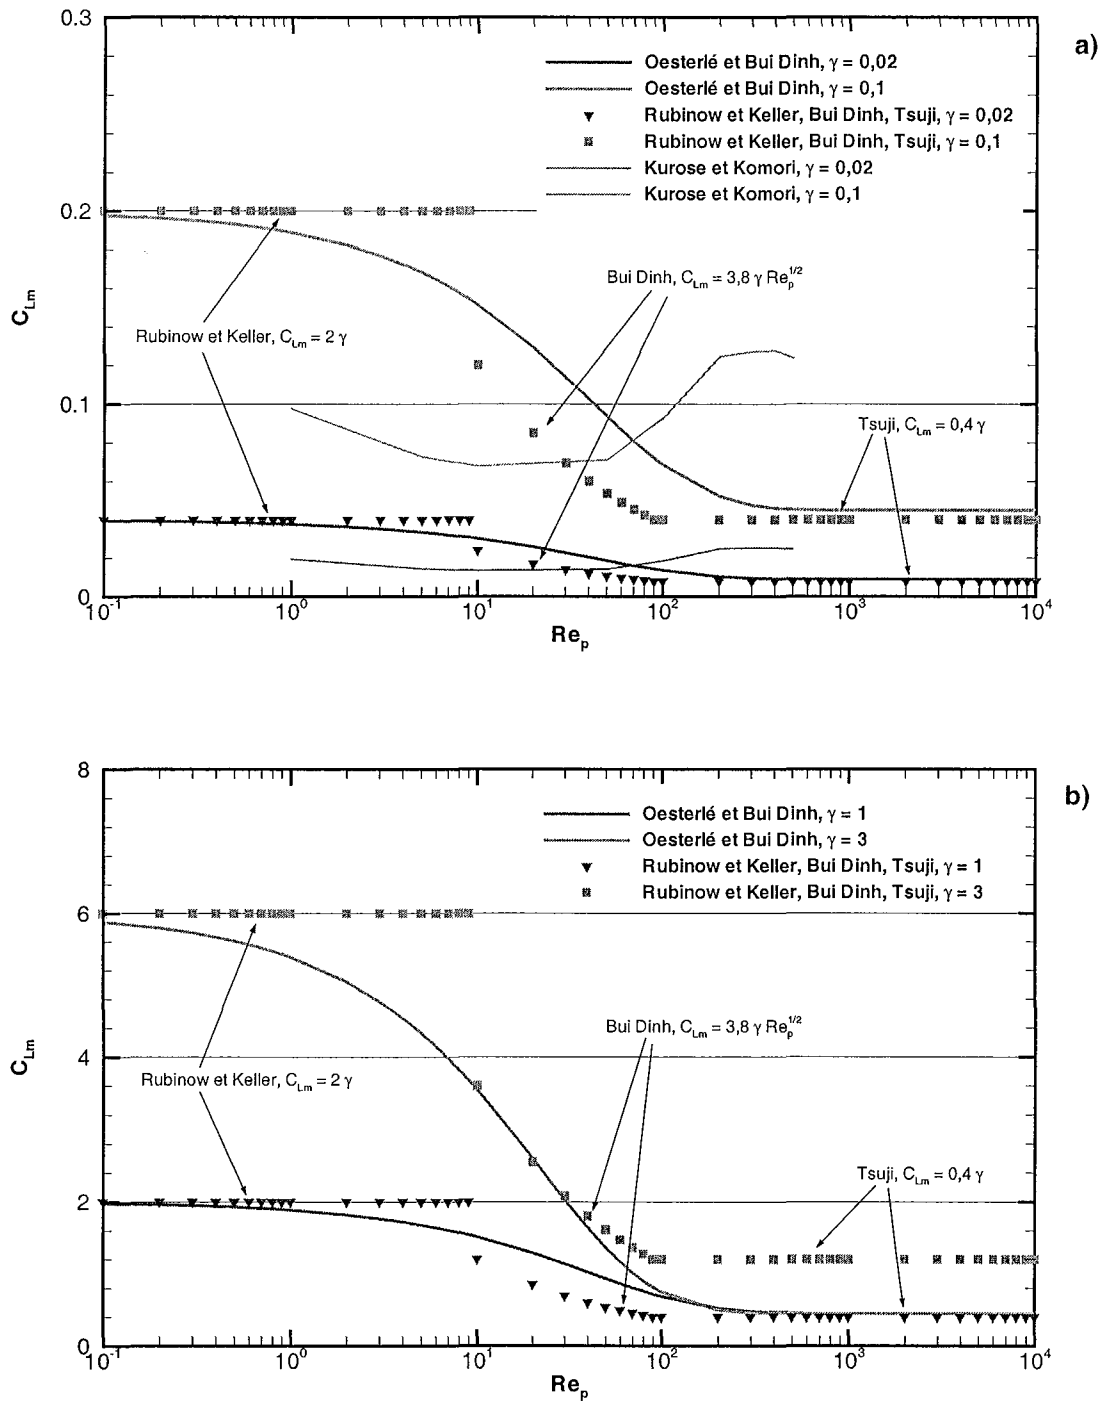 a)
0.3
0.2
0.1
0
C_Lm
Oesterlé et Bui Dinh, γ = 0,02
Oesterlé et Bui Dinh, γ = 0,1
Rubinow et Keller, Bui Dinh, Tsuji, γ = 0,02
Rubinow et Keller, Bui Dinh, Tsuji, γ = 0,1
Kurose et Komori, γ = 0,02
Kurose et Komori, γ = 0,1
Bui Dinh, C_Lm = 3,8 γ Re_p^1/2
Rubinow et Keller, C_Lm = 2 γ
Tsuji, C_Lm = 0,4 γ
10^-1 10^0 10^1 10^2 10^3 10^4
Re_p
b)
8
6
4
2
0
C_Lm
Oesterlé et Bui Dinh, γ = 1
Oesterlé et Bui Dinh, γ = 3
Rubinow et Keller, Bui Dinh, Tsuji, γ = 1
Rubinow et Keller, Bui Dinh, Tsuji, γ = 3
Bui Dinh, C_Lm = 3,8 γ Re_p^1/2
Rubinow et Keller, C_Lm = 2 γ
Tsuji, C_Lm = 0,4 γ
10^-1 10^0 10^1 10^2 10^3 10^4
Re_p